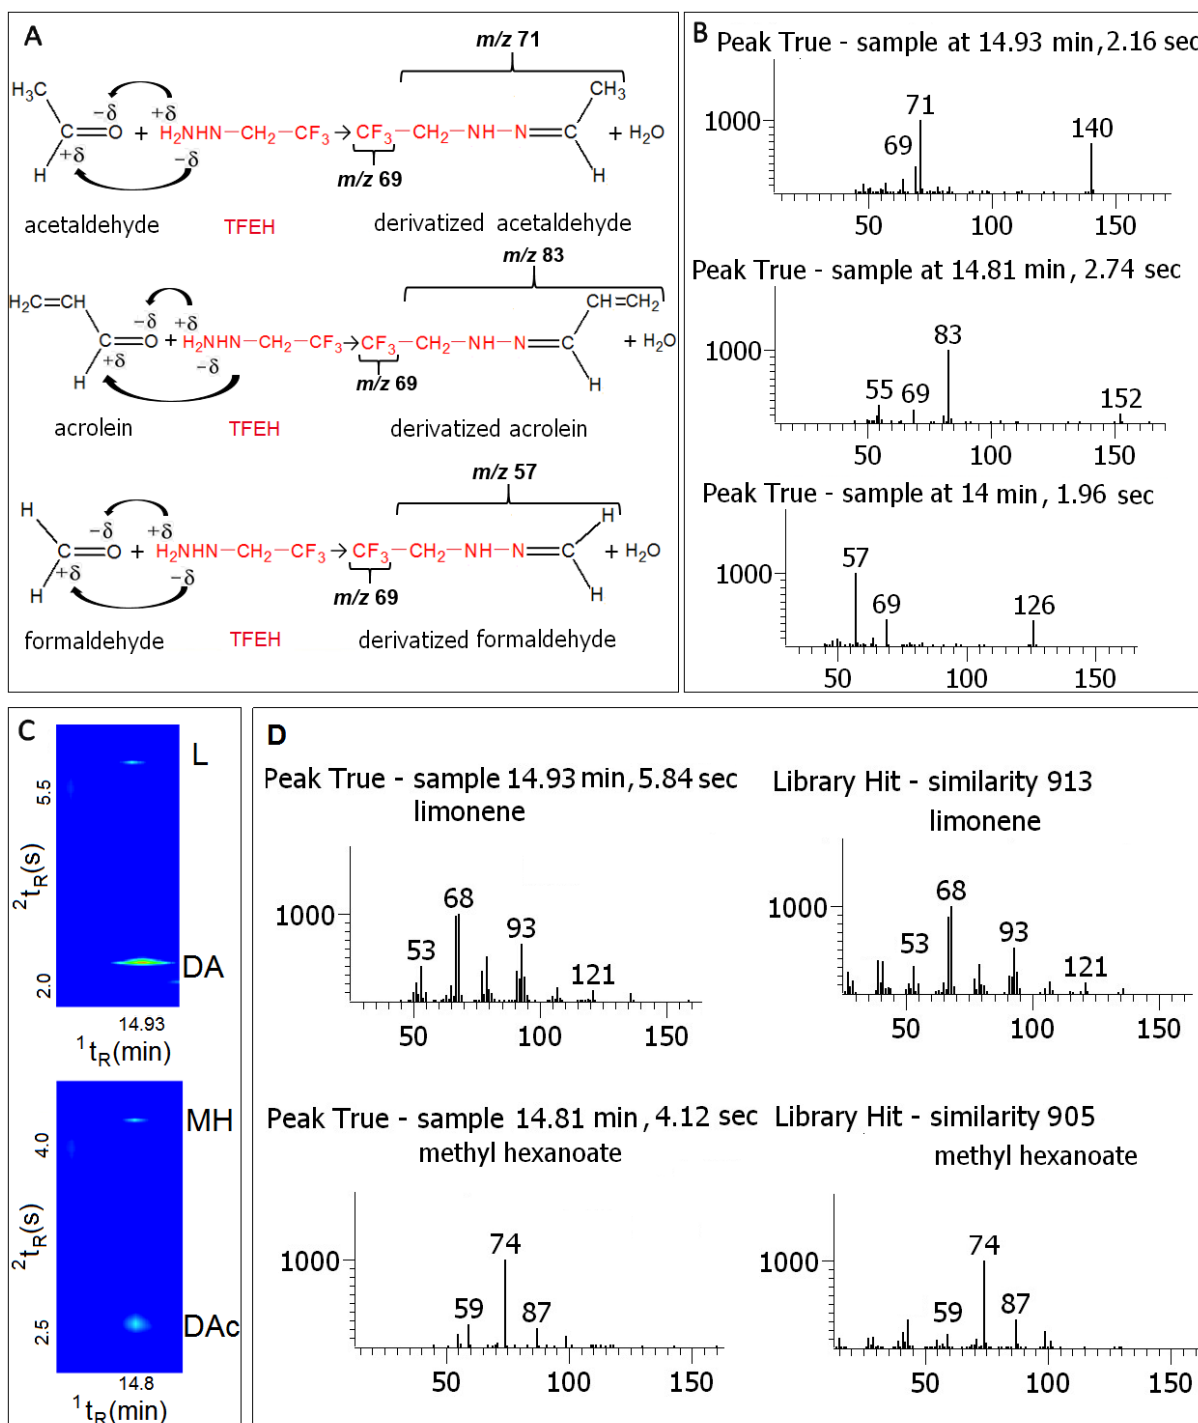 A
m/z 71
H₃C
CH₃
−δ
+δ
O + H₂NHN−CH₂−CF₃→CF₃−CH₂−NH−N + H₂O
+δ
−δ
H
H
m/z 69
acetaldehyde TFEH derivatized acetaldehyde
m/z 83
H₂C=CH
CH=CH₂
−δ
+δ
O + H₂NHN−CH₂−CF₃→CF₃−CH₂−NH−N + H₂O
+δ
−δ
H
H
m/z 69
acrolein TFEH derivatized acrolein
m/z 57
H
H
−δ
+δ
O + H₂NHN−CH₂−CF₃→CF₃−CH₂−NH−N + H₂O
+δ
−δ
H
H
m/z 69
formaldehyde TFEH derivatized formaldehyde
B
Peak True - sample at 14.93 min, 2.16 sec
1000
71
69
140
50 100 150
Peak True - sample at 14.81 min, 2.74 sec
1000
83
55 69
152
50 100 150
Peak True - sample at 14 min, 1.96 sec
1000
57
69
126
50 100 150
C
L
5.5
²tR(s)
DA
2.0
14.93
¹tR(min)
MH
4.0
²tR(s)
DAc
2.5
14.8
¹tR(min)
D
Peak True - sample 14.93 min, 5.84 sec
limonene
1000
68
53
93
121
50 100 150
Library Hit - similarity 913
limonene
1000
68
53
93
121
50 100 150
Peak True - sample 14.81 min, 4.12 sec
methyl hexanoate
1000
74
59
87
50 100 150
Library Hit - similarity 905
methyl hexanoate
1000
74
59
87
50 100 150